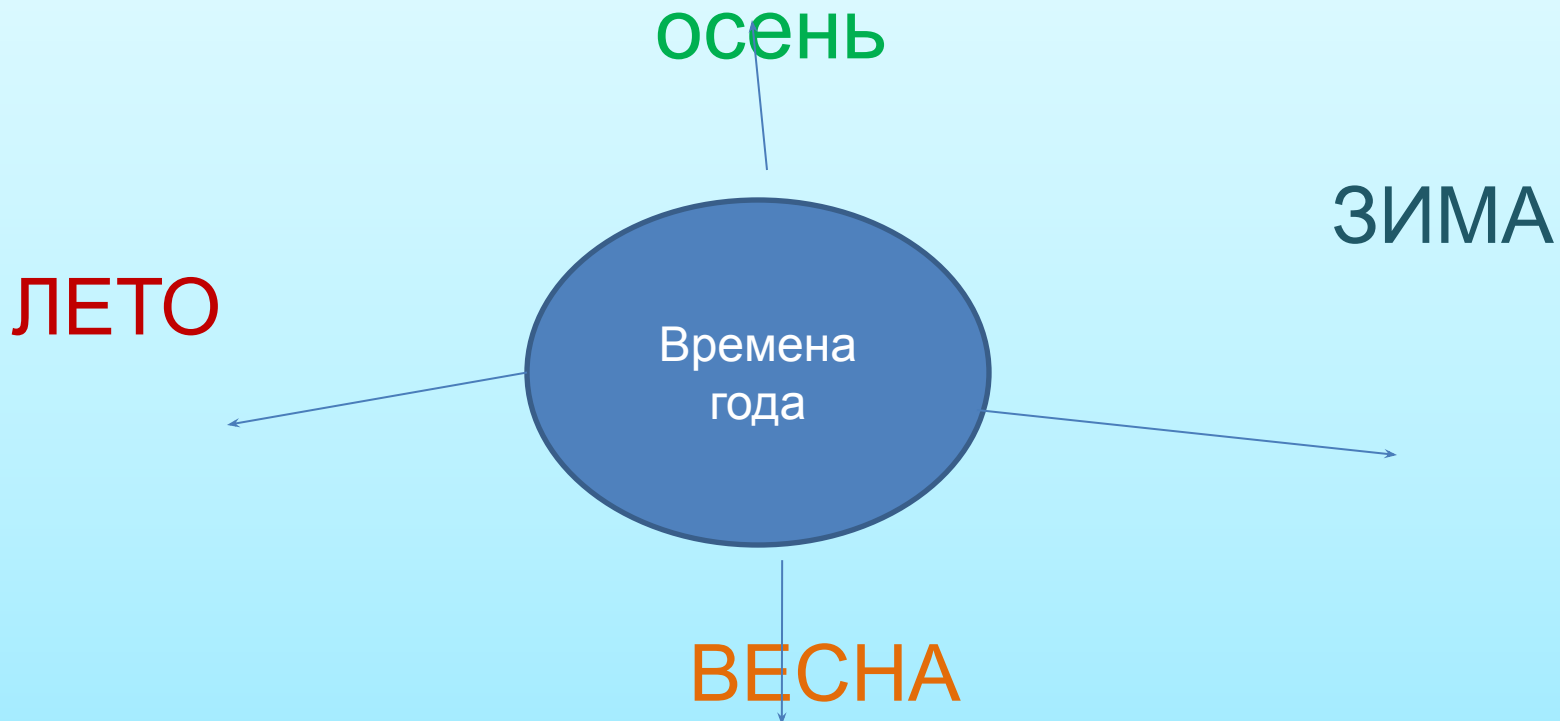 осень
ЗИМА
ЛЕТО
Времена
года
ВЕСНА